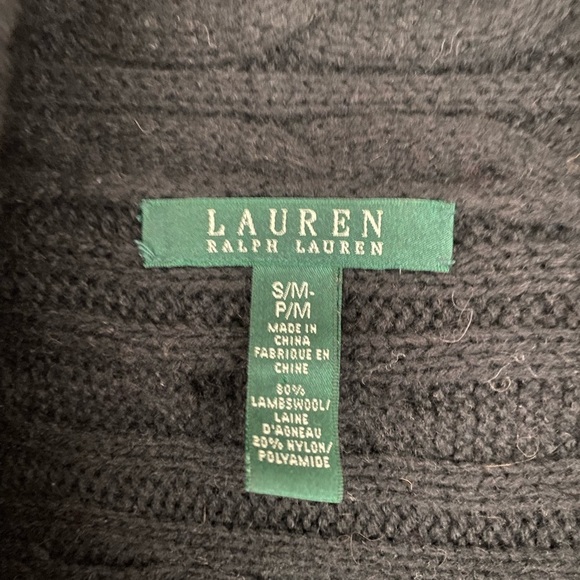 LAUREN
RALPH LAUREN
S/M-
P/M
MADE IN
CHINA
FABRIQUE EN
CHINE
80%
LAMBSWOOL/
LAINE
D'AGNEAU
20% NYLON/
POLYAMIDE